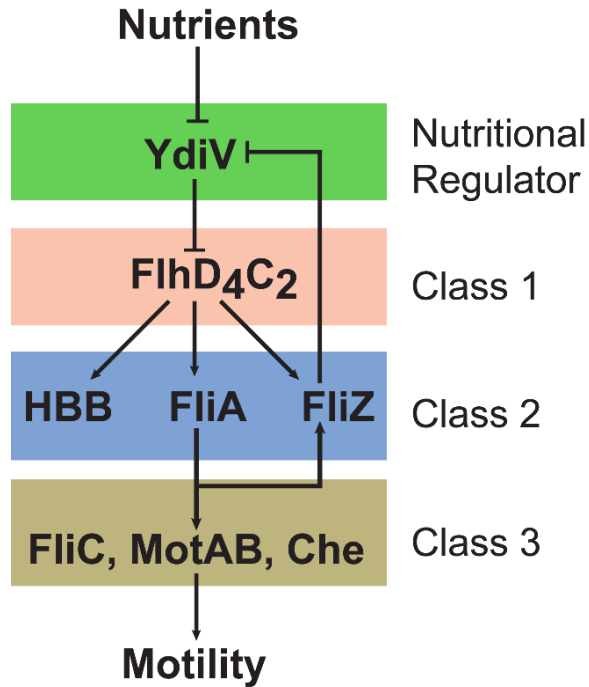 Nutrients
YdiV
Nutritional
Regulator
FlhD4C2
Class 1
HBB FliA FliZ
Class 2
FliC, MotAB, Che
Class 3
Motility